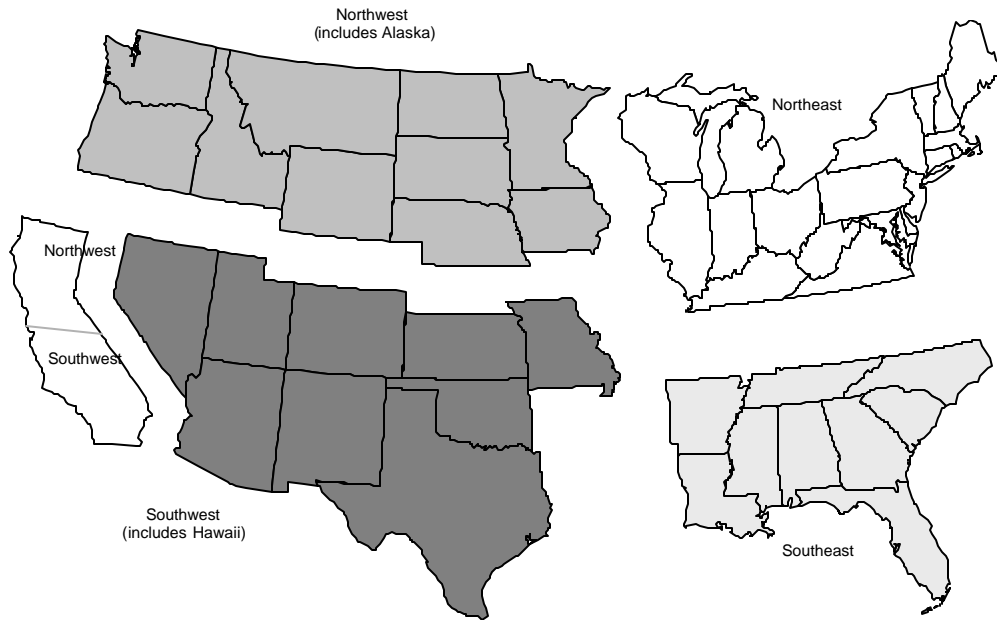 Northwest
(includes Alaska)
Northeast
Northwest
Southwest
Southwest
(includes Hawaii)
Southeast